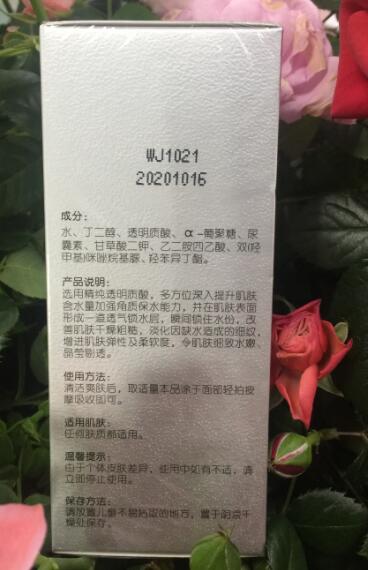 WJ1021
20201016
成分：
水、丁二醇、透明质酸、α-葡聚糖、尿
囊素、甘草酸二钾、乙二胺四乙酸、双(羟
甲基)咪唑烷基脲、羟苯异丁酯。
产品说明：
选用精纯透明质酸，多方位深入提升肌肤
含水量加强角质保水能力，并在肌肤表面
形成一道透气锁水层，瞬间锁住水份，改
善肌肤干燥粗糙，淡化因缺水造成的细纹，
增进肌肤弹性及柔软度，令肌肤细致水嫩、
晶莹剔透。
使用方法：
清洁爽肤后，取适量本品涂于面部轻拍按
摩吸收即可。
适用肌肤：
任何肤质都适用。
温馨提示：
由于个体皮肤差异，使用中如有不适，请
立即停止使用。
保存方法：
请放置儿童不易拈取的地方，置于阴凉干
燥处保存。